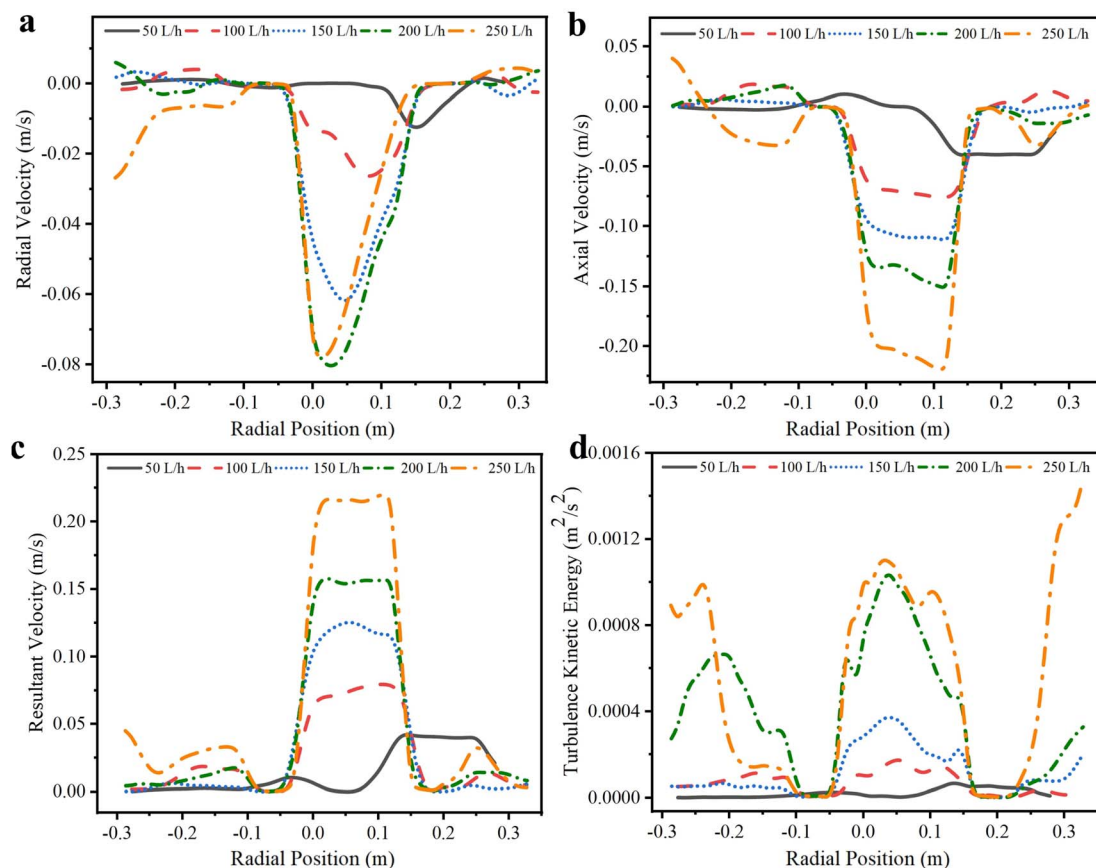 a
50 L/h 100 L/h 150 L/h 200 L/h 250 L/h
0.00
-0.02
-0.04
-0.06
-0.08
Radial Velocity (m/s)
-0.3 -0.2 -0.1 0.0 0.1 0.2 0.3
Radial Position (m)
b
50 L/h 100 L/h 150 L/h 200 L/h 250 L/h
0.05
0.00
-0.05
-0.10
-0.15
-0.20
Axial Velocity (m/s)
-0.3 -0.2 -0.1 0.0 0.1 0.2 0.3
Radial Position (m)
c
50 L/h 100 L/h 150 L/h 200 L/h 250 L/h
0.25
0.20
0.15
0.10
0.05
0.00
Resultant Velocity (m/s)
-0.3 -0.2 -0.1 0.0 0.1 0.2 0.3
Radial Position (m)
d
50 L/h 100 L/h 150 L/h 200 L/h 250 L/h
0.0016
0.0012
0.0008
0.0004
0.0000
Turbulence Kinetic Energy (m²/s²)
-0.3 -0.2 -0.1 0.0 0.1 0.2 0.3
Radial Position (m)